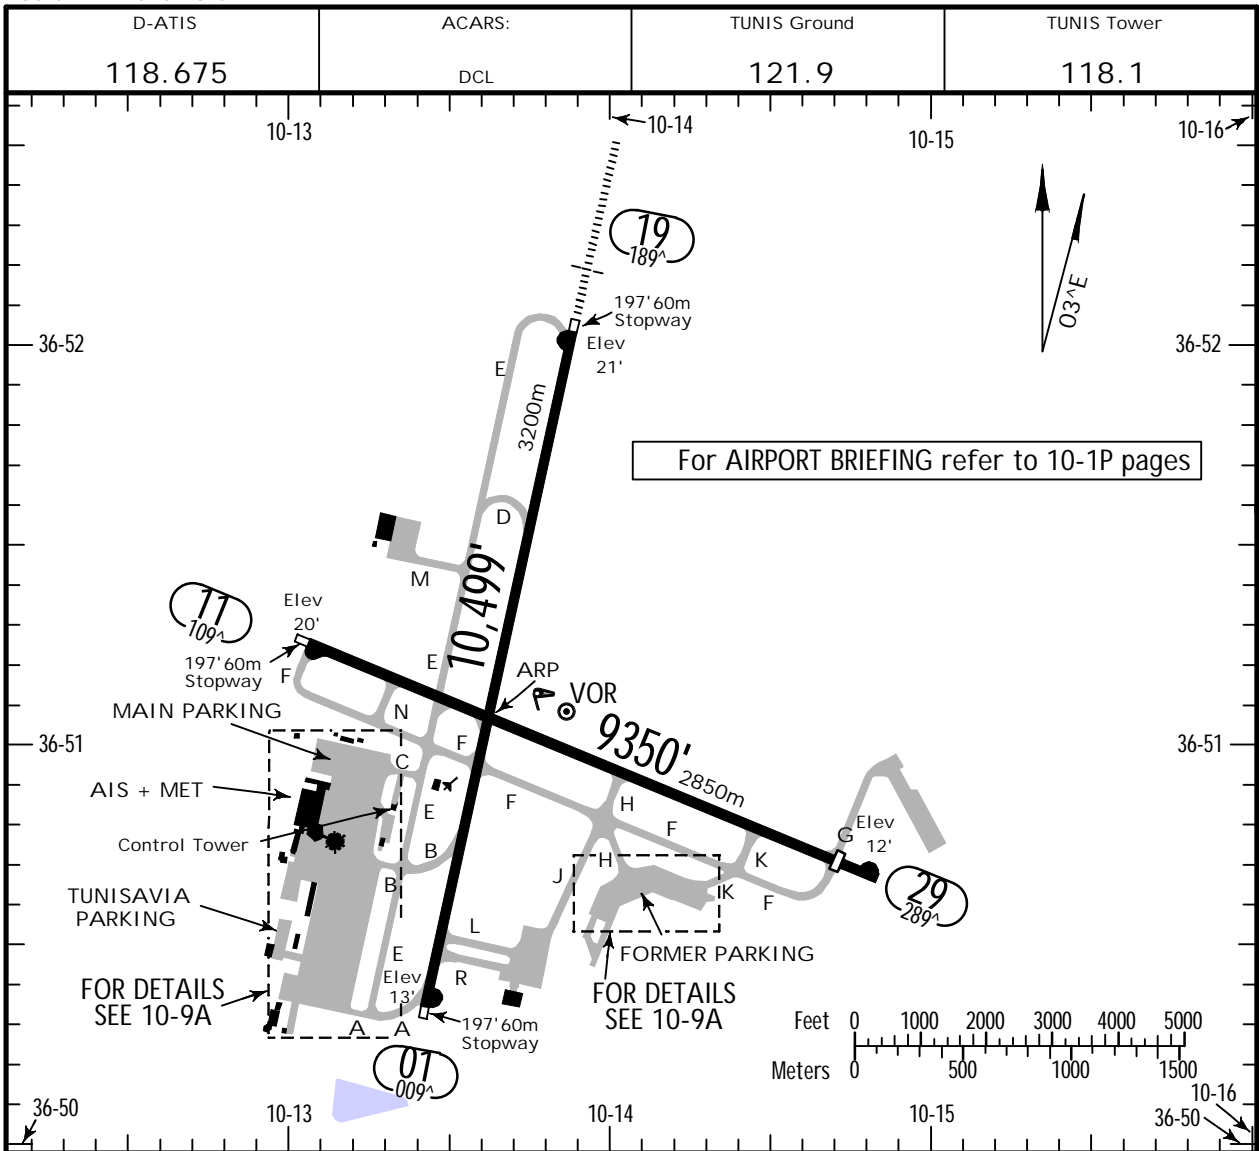 D-ATIS
ACARS:
TUNIS Ground
TUNIS Tower
118.675
DCL
121.9
118.1
10-13
10-14
10-15
10-16
19
189^
03^E
197'60m
Stopway
36-52
Elev
21'
36-52
E
3200m
For AIRPORT BRIEFING refer to 10-1P pages
D
10,499'
M
11
109^
Elev
20'
197'60m
Stopway
E
ARP
VOR
F
MAIN PARKING
N
F
9350'
2850m
36-51
36-51
C
AIS + MET
E
F
H
F
G
Elev
12'
Control Tower
B
H
K
J
B
K
F
29
289^
TUNISAVIA
PARKING
L
E
FORMER PARKING
R
Elev
13'
FOR DETAILS
SEE 10-9A
FOR DETAILS
SEE 10-9A
A
A
197'60m
Stopway
Feet
0
1000
2000
3000
4000
5000
Meters
0
500
1000
1500
01
009^
36-50
10-13
10-14
10-15
10-16
36-50